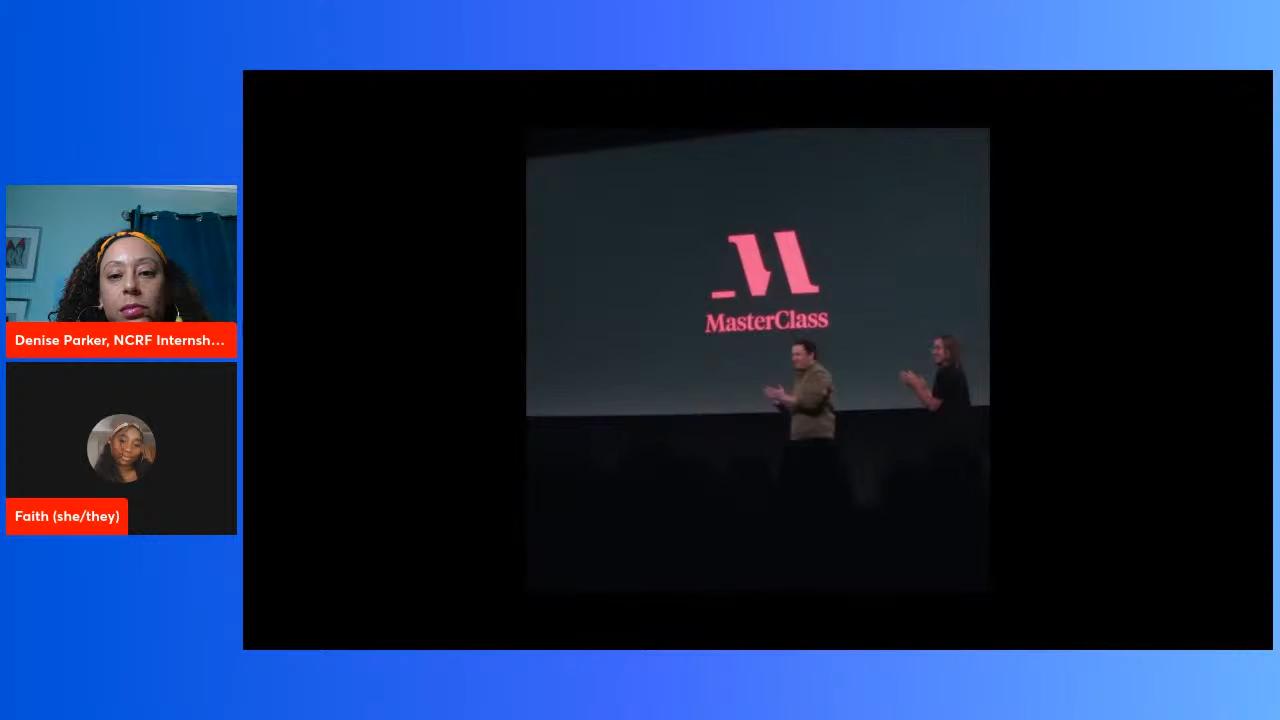 Denise Parker, NCRF Internsh...
Faith (she/they)
MasterClass